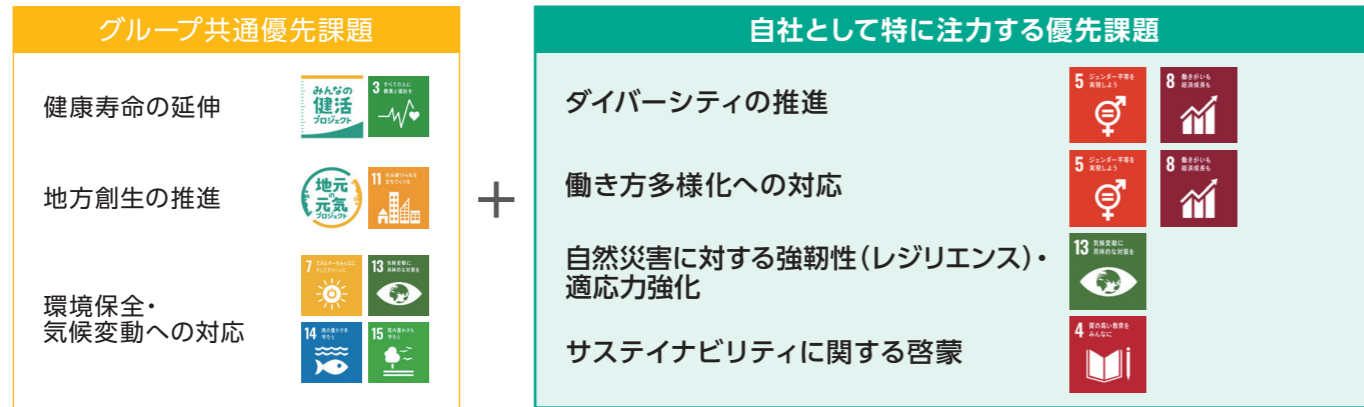 グループ共通優先課題
健康寿命の延伸
みんなの
健活
プロジェクト
3 すべての人に
健康と福祉を
地方創生の推進
地元の
元気
プロジェクト
11 住み続けられる
まちづくりを
環境保全・
気候変動への対応
7 エネルギーをみんなに
そしてクリーンに
13 気候変動に
具体的な対策を
14 海の豊かさを
守ろう
15 陸の豊かさも
守ろう
+
自社として特に注力する優先課題
ダイバーシティの推進
5 ジェンダー平等を
実現しよう
8 働きがいも
経済成長も
働き方多様化への対応
5 ジェンダー平等を
実現しよう
8 働きがいも
経済成長も
自然災害に対する強靭性(レジリエンス)・
適応力強化
13 気候変動に
具体的な対策を
サステイナビリティに関する啓蒙
4 質の高い教育を
みんなに